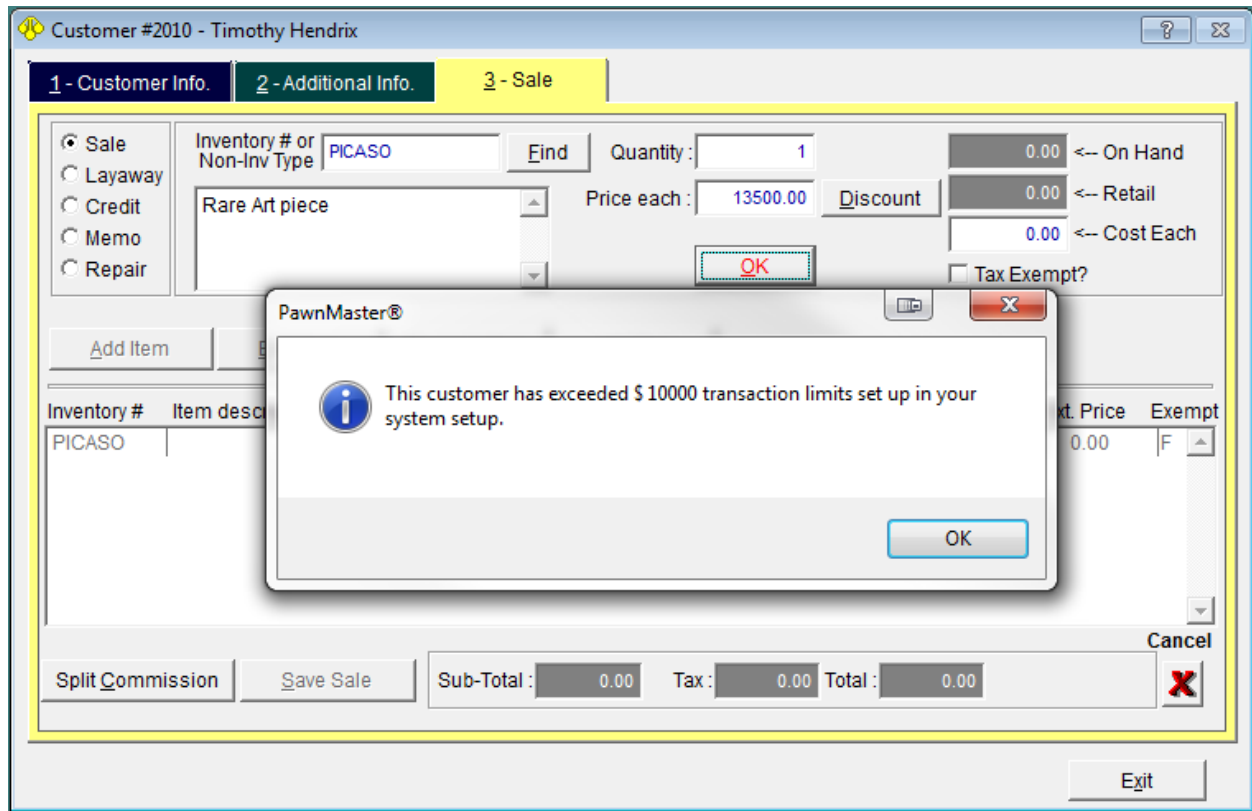 Customer #2010 - Timothy Hendrix
1 - Customer Info.
2 - Additional Info.
3 - Sale
Sale
Layaway
Credit
Memo
Repair
Inventory # or
Non-Inv Type
PICASO
Find
Quantity :
1
0.00 <-- On Hand
Rare Art piece
Price each :
13500.00
Discount
0.00 <-- Retail
0.00 <-- Cost Each
OK
Tax Exempt?
PawnMaster®
This customer has exceeded $ 10000 transaction limits set up in your
system setup.
OK
Add Item
Inventory #
Price
Exempt
PICASO
0.00
F
Cancel
Split Commission
Save Sale
Sub-Total :
0.00
Tax :
0.00
Total :
0.00
Exit